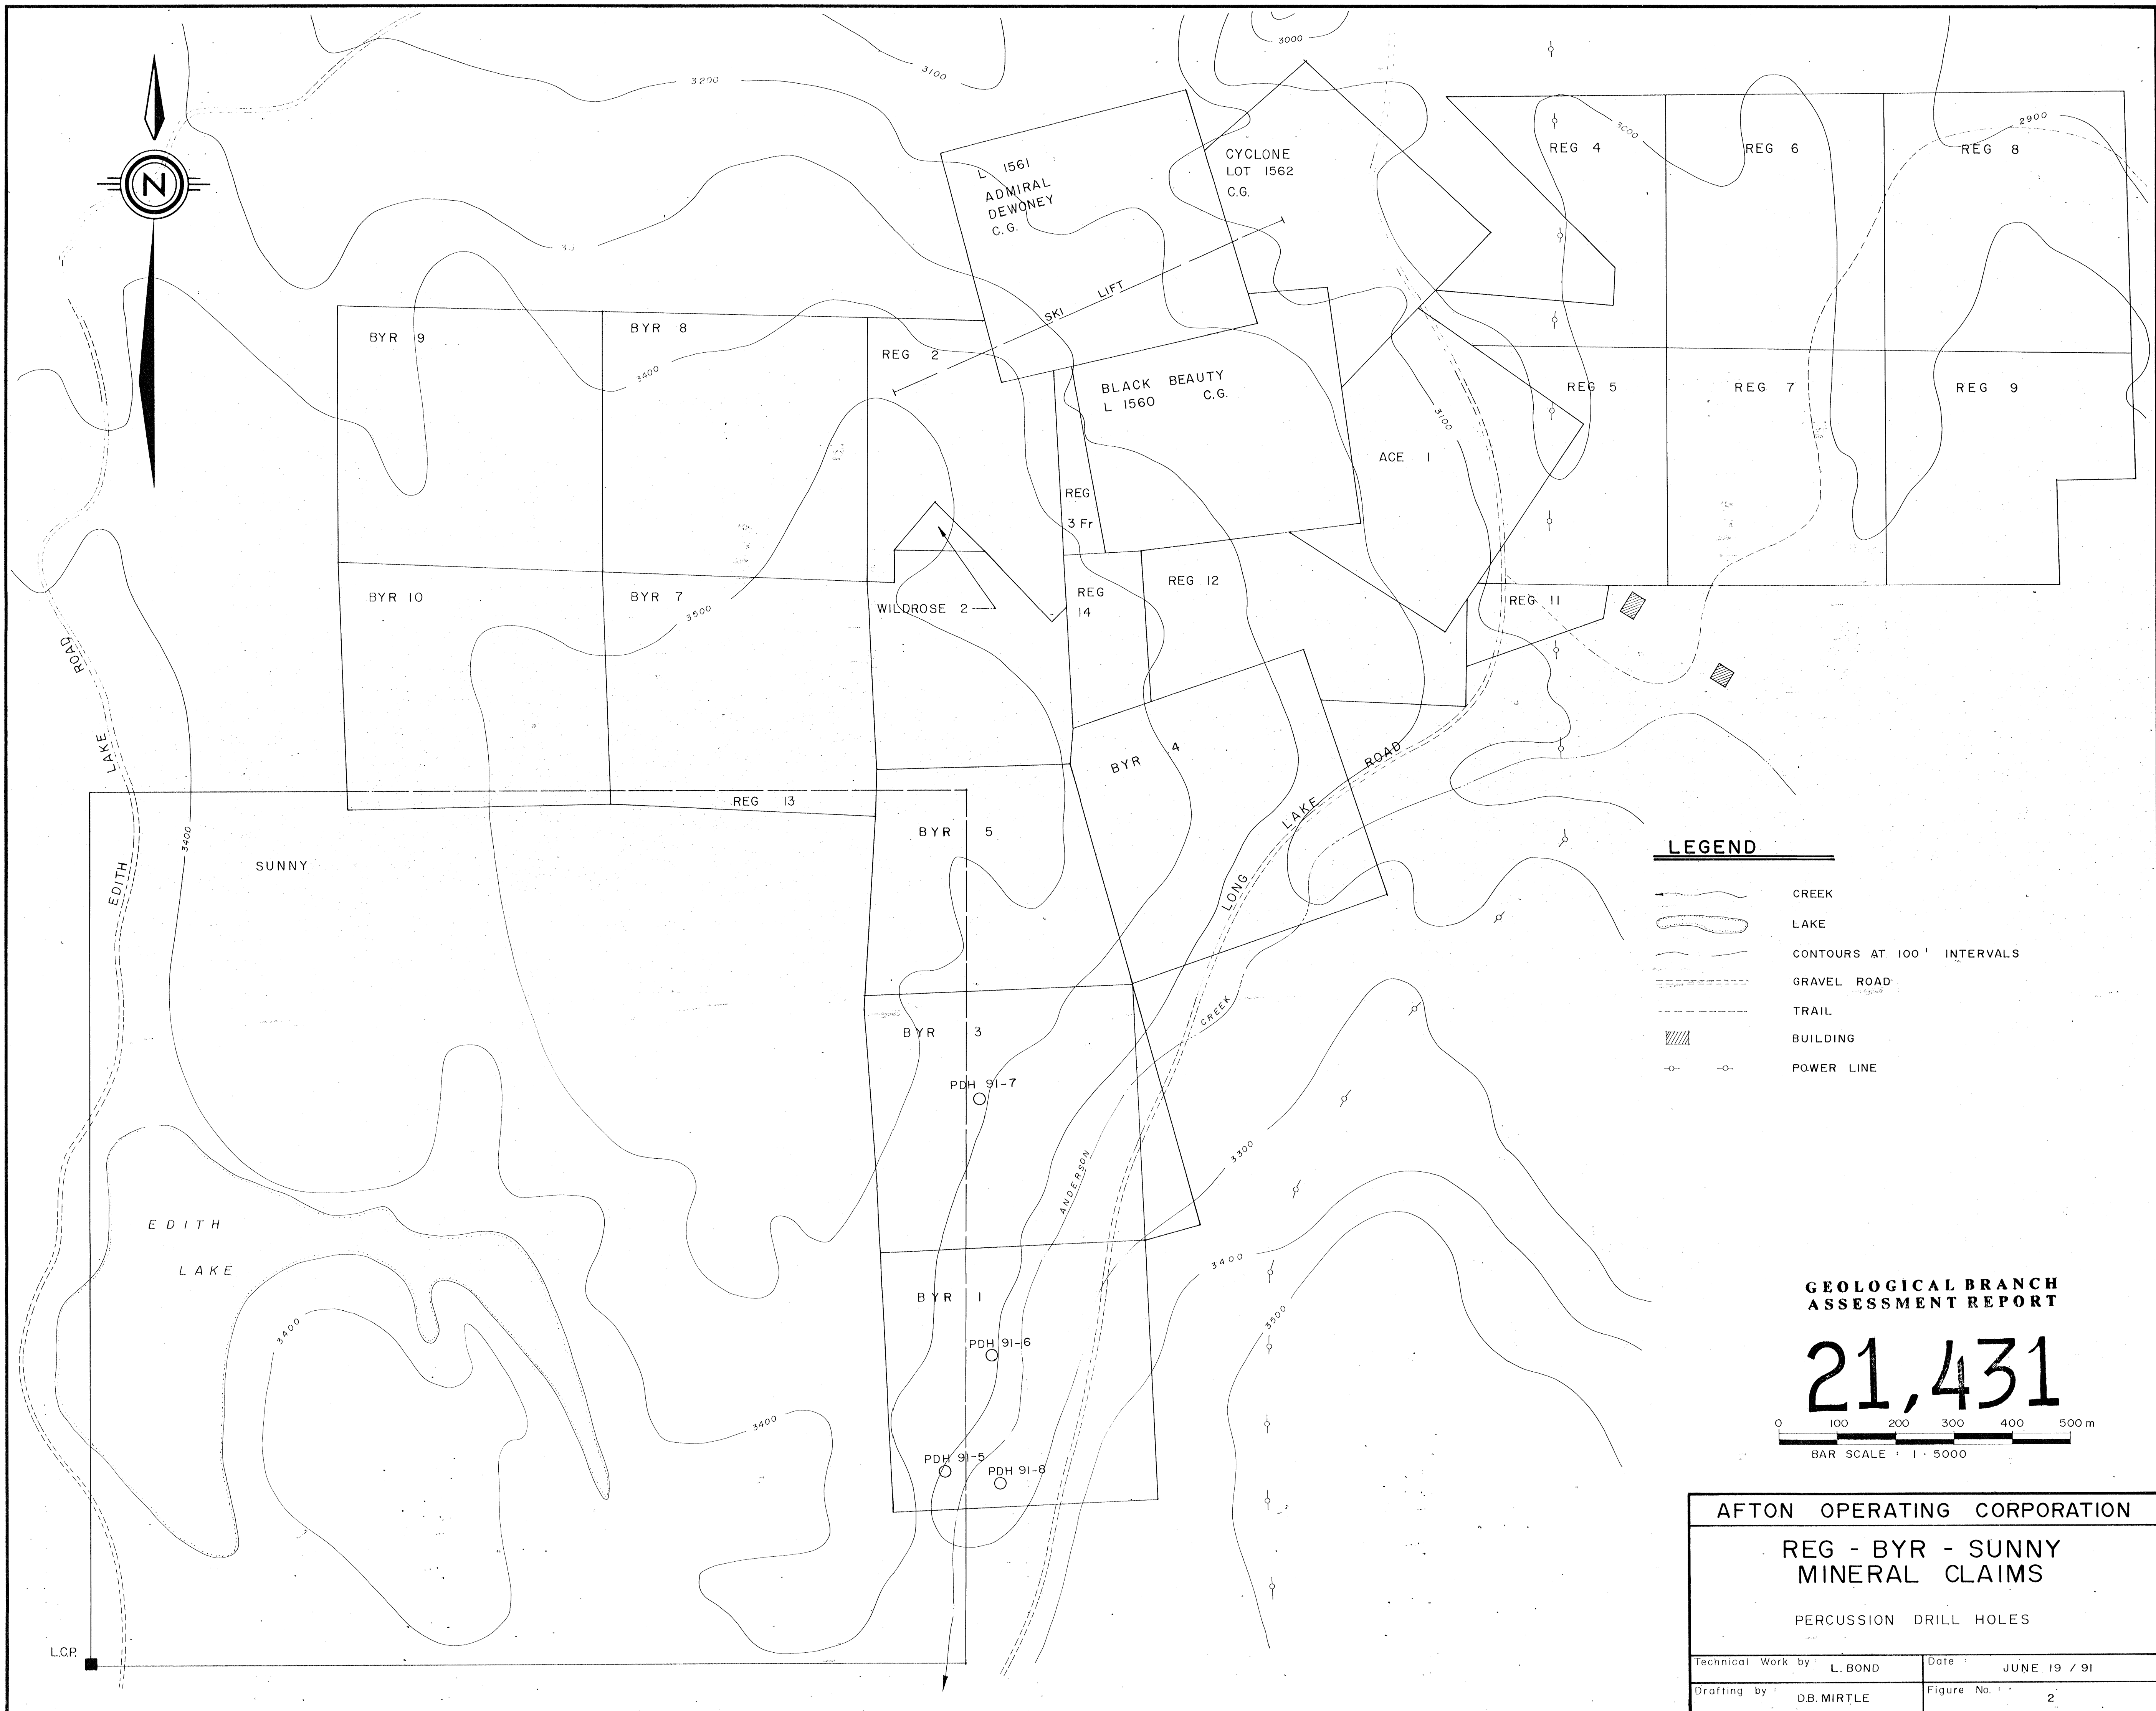 3000
3100
3200
N
L 1561
ADMIRAL
DEWONEY
C.G.
CYCLONE
LOT 1562
C.G.
REG 4
3000
REG 6
REG 8
2900
SKI LIFT
BYR 9
BYR 8
3400
REG 2
BLACK BEAUTY
L 1560 C.G.
REG 5
REG 7
REG 9
3100
ACE 1
REG
3 Fr
BYR 10
BYR 7
3500
WILDROSE 2
REG
14
REG 12
REG 11
EDITH LAKE ROAD
3400
BYR 4
REG 13
BYR 5
LONG LAKE ROAD
SUNNY
BYR 3
PDH 91-7
ANDERSON CREEK
3300
EDITH
LAKE
3400
3400
BYR 1
PDH 91-6
3400
3500
PDH 91-5
PDH 91-8
L.C.P.
LEGEND
CREEK
LAKE
CONTOURS AT 100' INTERVALS
GRAVEL ROAD
TRAIL
BUILDING
POWER LINE
GEOLOGICAL BRANCH
ASSESSMENT REPORT
21,431
0 100 200 300 400 500 m
BAR SCALE : 1 : 5000
AFTON OPERATING CORPORATION
REG - BYR - SUNNY
MINERAL CLAIMS
PERCUSSION DRILL HOLES
Technical Work by : L. BOND
Date : JUNE 19 / 91
Drafting by : D.B. MIRTLE
Figure No. : 2